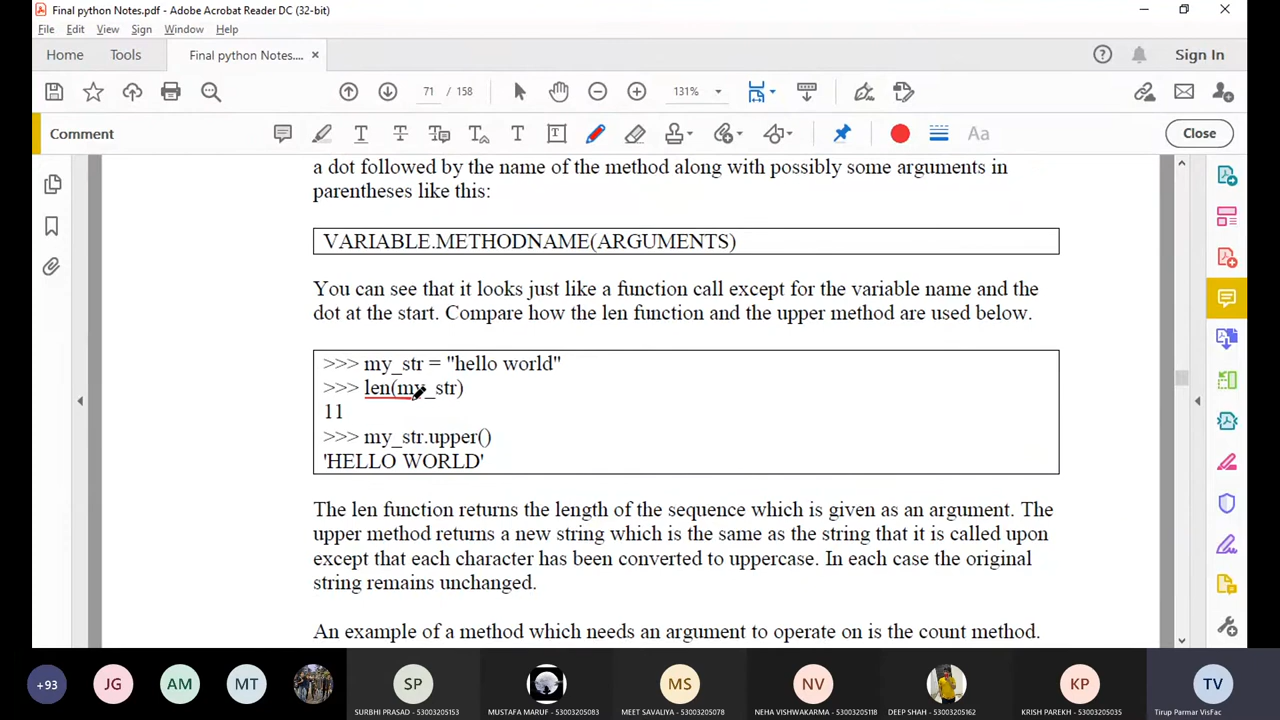 Final python Notes.pdf - Adobe Acrobat Reader DC (32-bit)
File Edit View Sign Window Help
Home Tools Final python Notes.... × Sign In
71 / 158 131%
Comment Close
a dot followed by the name of the method along with possibly some arguments in
parentheses like this:
VARIABLE.METHODNAME(ARGUMENTS)
You can see that it looks just like a function call except for the variable name and the
dot at the start. Compare how the len function and the upper method are used below.
>>> my_str = "hello world"
>>> len(my_str)
11
>>> my_str.upper()
'HELLO WORLD'
The len function returns the length of the sequence which is given as an argument. The
upper method returns a new string which is the same as the string that it is called upon
except that each character has been converted to uppercase. In each case the original
string remains unchanged.
An example of a method which needs an argument to operate on is the count method.
+93 JG AM MT SP MS NV KP TV
SURBHI PRASAD - 53003205153 MUSTAFA MARUF - 53003205083 MEET SAVALIYA - 53003205078 NEHA VISHWAKARMA - 53003205118 DEEP SHAH - 53003205162 KRISH PAREKH - 53003205035 Tirup Parmar VisFac